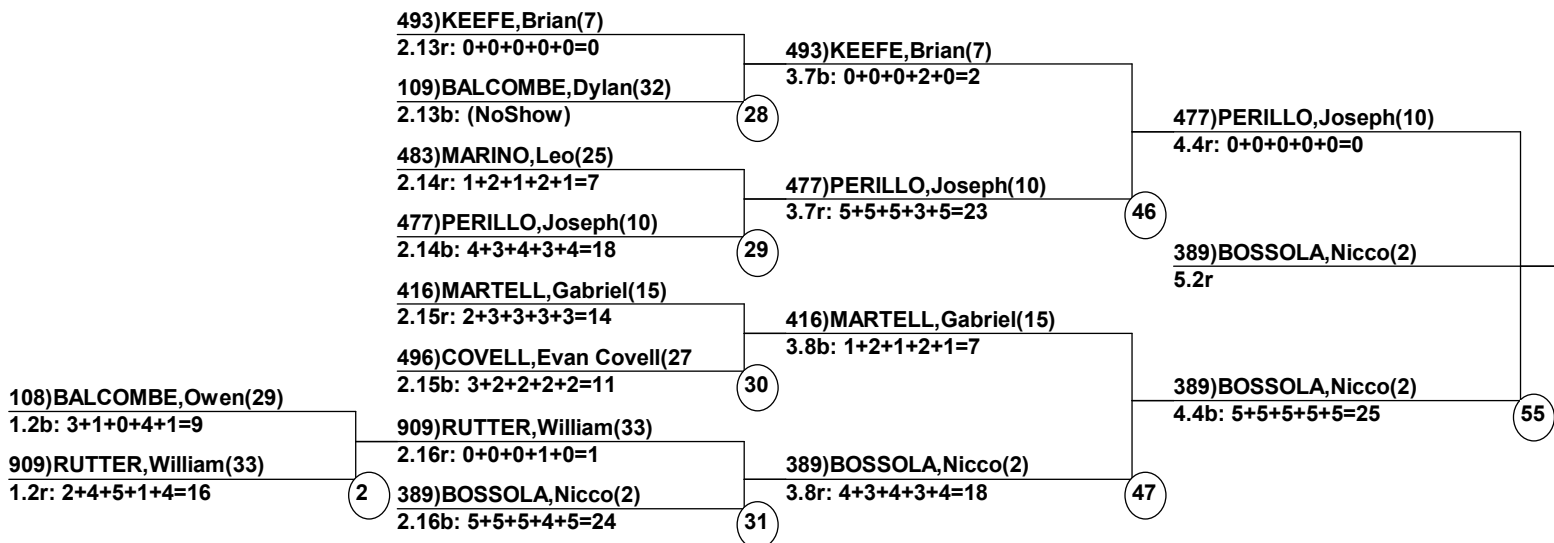 493)KEEFE,Brian(7)
2.13r: 0+0+0+0+0=0
109)BALCOMBE,Dylan(32)
2.13b: (NoShow)
28
483)MARINO,Leo(25)
2.14r: 1+2+1+2+1=7
477)PERILLO,Joseph(10)
2.14b: 4+3+4+3+4=18
29
416)MARTELL,Gabriel(15)
2.15r: 2+3+3+3+3=14
496)COVELL,Evan Covell(27
2.15b: 3+2+2+2+2=11
30
108)BALCOMBE,Owen(29)
1.2b: 3+1+0+4+1=9
909)RUTTER,William(33)
1.2r: 2+4+5+1+4=16
2
909)RUTTER,William(33)
2.16r: 0+0+0+1+0=1
389)BOSSOLA,Nicco(2)
2.16b: 5+5+5+4+5=24
31
493)KEEFE,Brian(7)
3.7b: 0+0+0+2+0=2
477)PERILLO,Joseph(10)
3.7r: 5+5+5+3+5=23
46
416)MARTELL,Gabriel(15)
3.8b: 1+2+1+2+1=7
389)BOSSOLA,Nicco(2)
3.8r: 4+3+4+3+4=18
47
477)PERILLO,Joseph(10)
4.4r: 0+0+0+0+0=0
389)BOSSOLA,Nicco(2)
5.2r
389)BOSSOLA,Nicco(2)
4.4b: 5+5+5+5+5=25
55